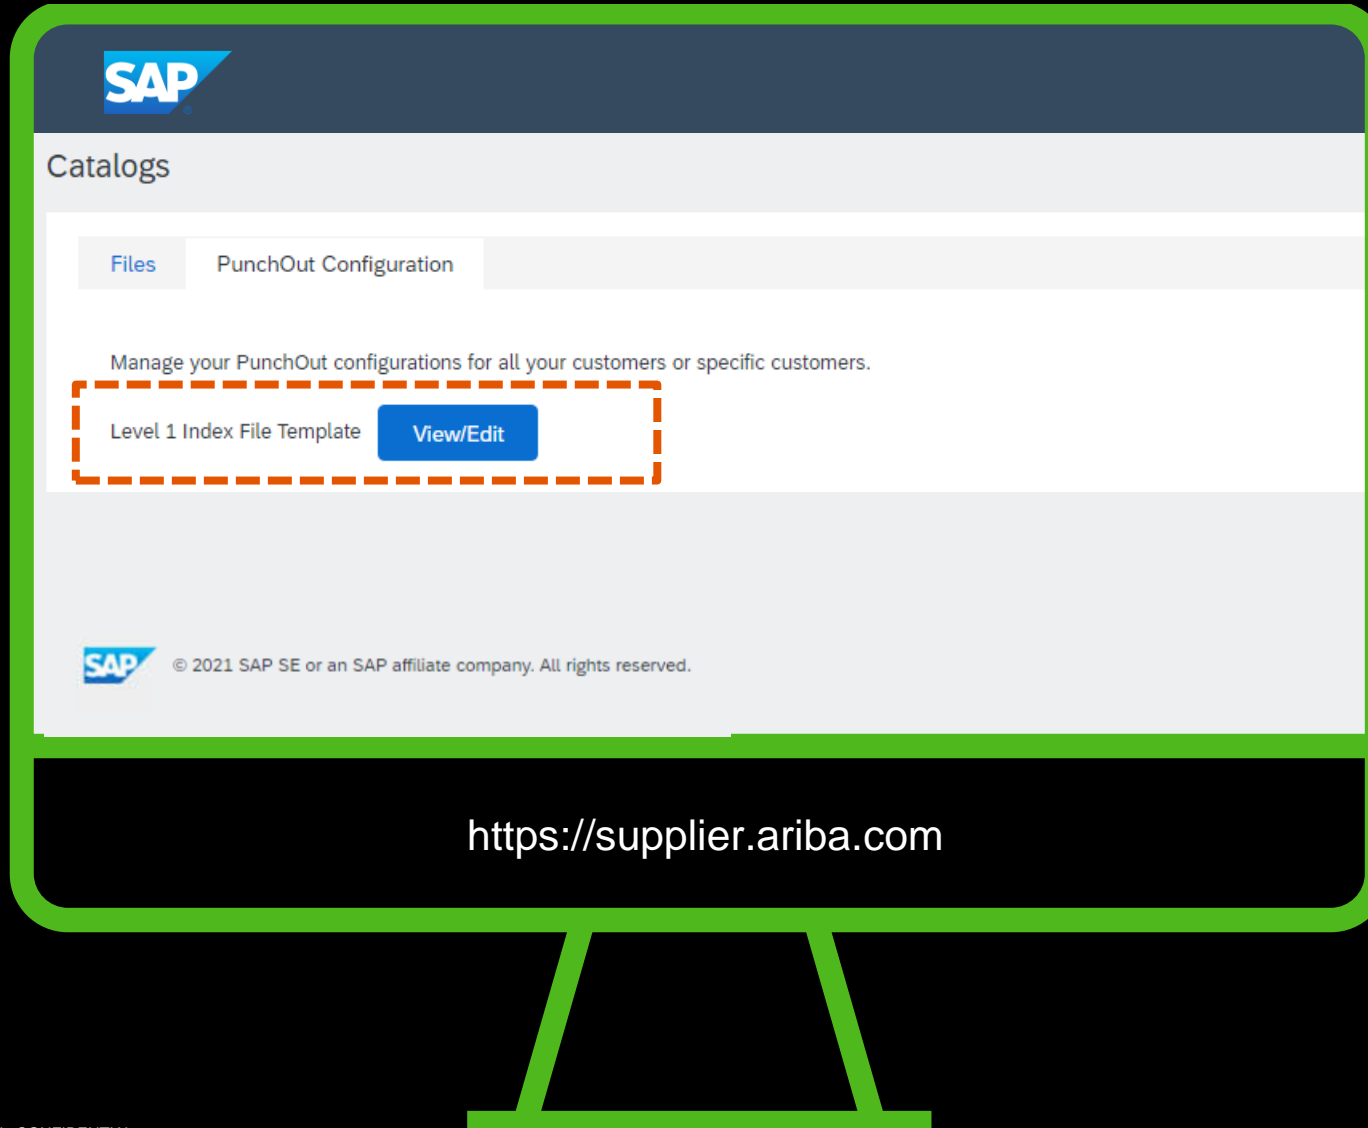 SAP
Catalogs
Files PunchOut Configuration
Manage your PunchOut configurations for all your customers or specific customers.
Level 1 Index File Template View/Edit
SAP © 2021 SAP SE or an SAP affiliate company. All rights reserved.
https://supplier.ariba.com